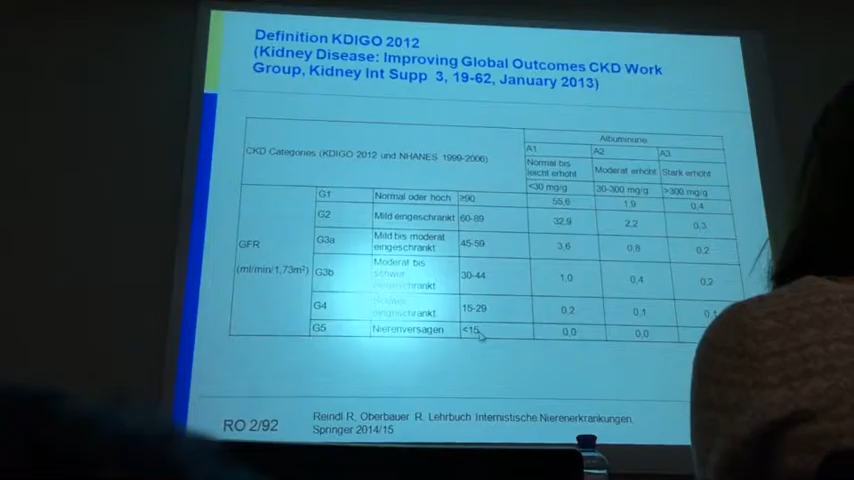 Definition KDIGO 2012
(Kidney Disease: Improving Global Outcomes CKD Work
Group, Kidney Int Supp 3, 19-62, January 2013)
CKD Categories (KDIGO 2012 und NHANES 1999-2006)
Albuminurie
A1 A2 A3
Normal bis leicht erhöht Moderat erhöht Stark erhöht
<30 mg/g 30-300 mg/g >300 mg/g
GFR
(ml/min/1,73m²)
G1 Normal oder hoch ≥90 55,6 1,9 0,4
G2 Mild eingeschränkt 60-89 32,9 2,2 0,3
G3a Mild bis moderat eingeschränkt 45-59 3,6 0,8 0,2
G3b Moderat bis schwer eingeschränkt 30-44 1,0 0,4 0,2
G4 eingeschränkt 15-29 0,2 0,1 0,1
G5 Nierenversagen <15 0,0 0,0
RO 2/92
Reindl R, Oberbauer R. Lehrbuch Internistische Nierenerkrankungen.
Springer 2014/15